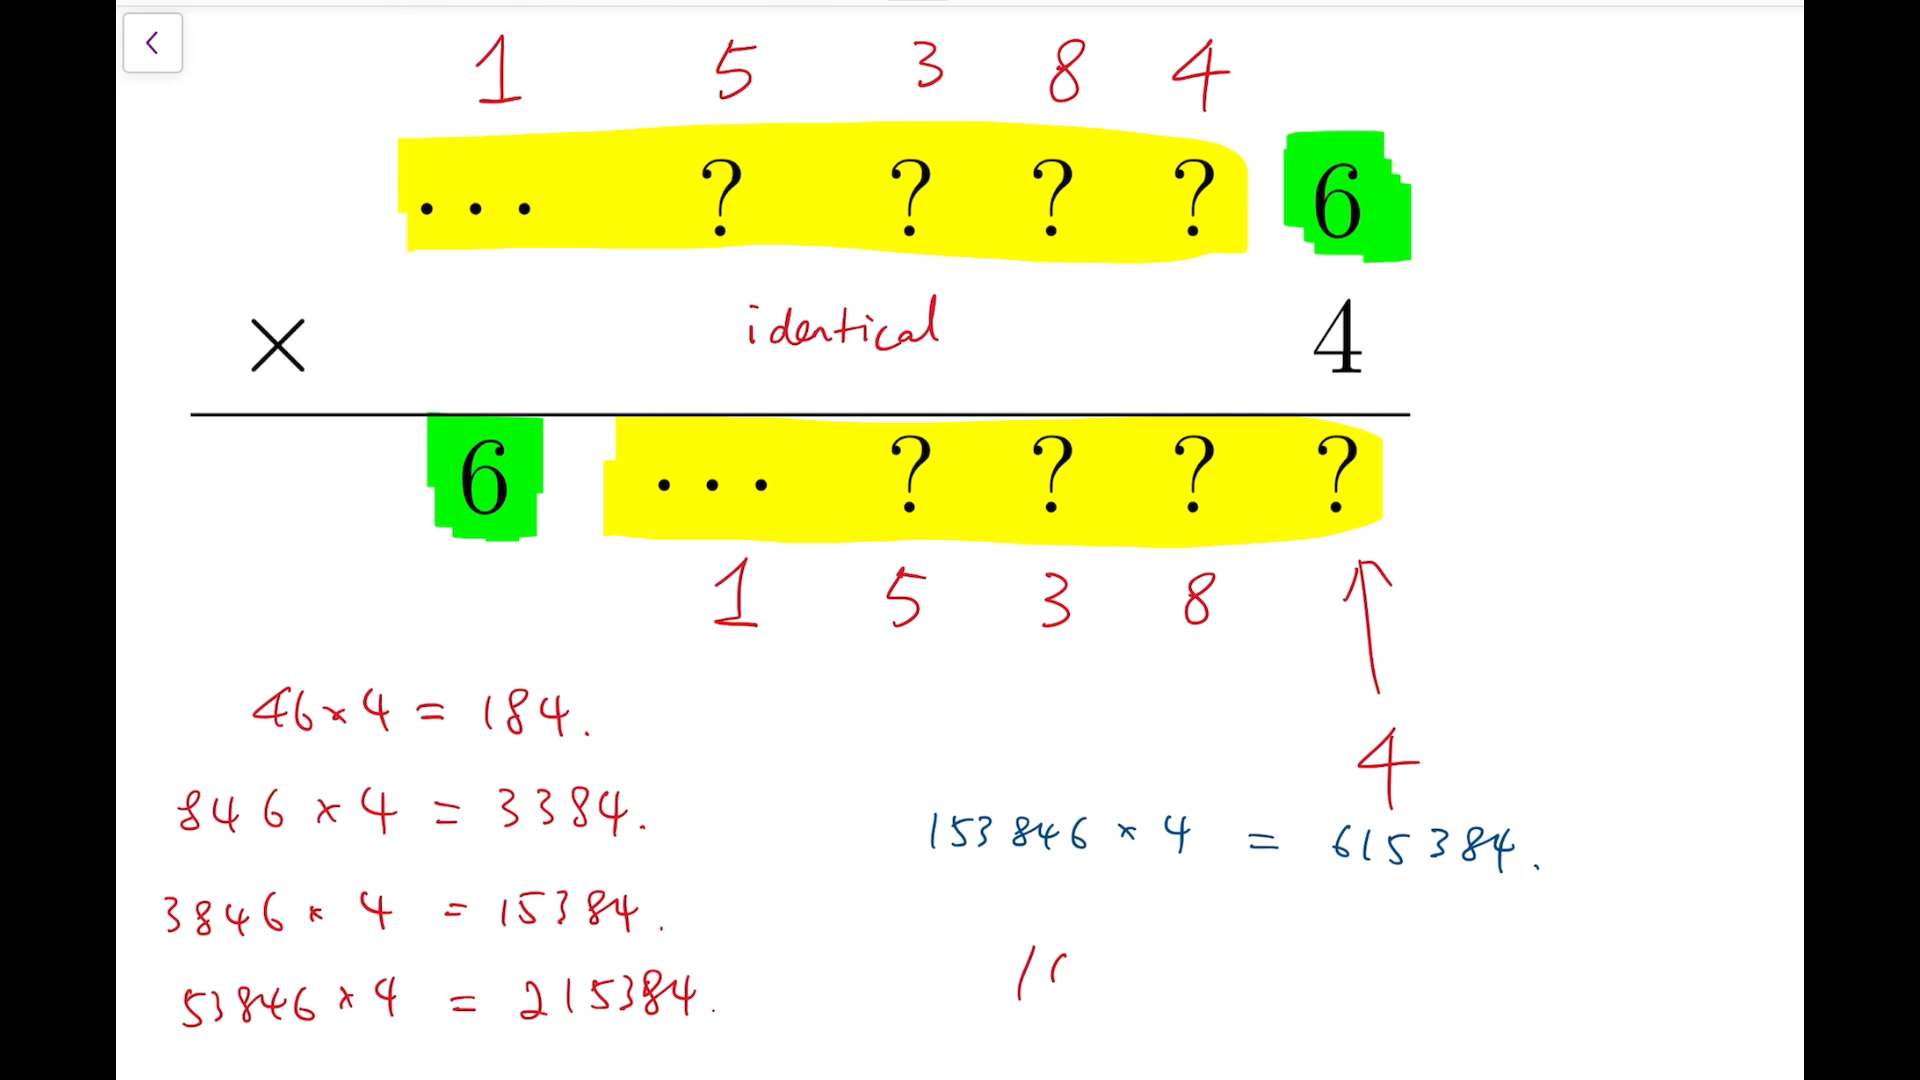 1 5 3 8 4
... ? ? ? ? 6
identical
× 4
6 ... ? ? ? ?
1 5 3 8
4
46 × 4 = 184.
846 × 4 = 3384.
153846 × 4 = 615384.
3846 × 4 = 15384.
53846 × 4 = 215384.